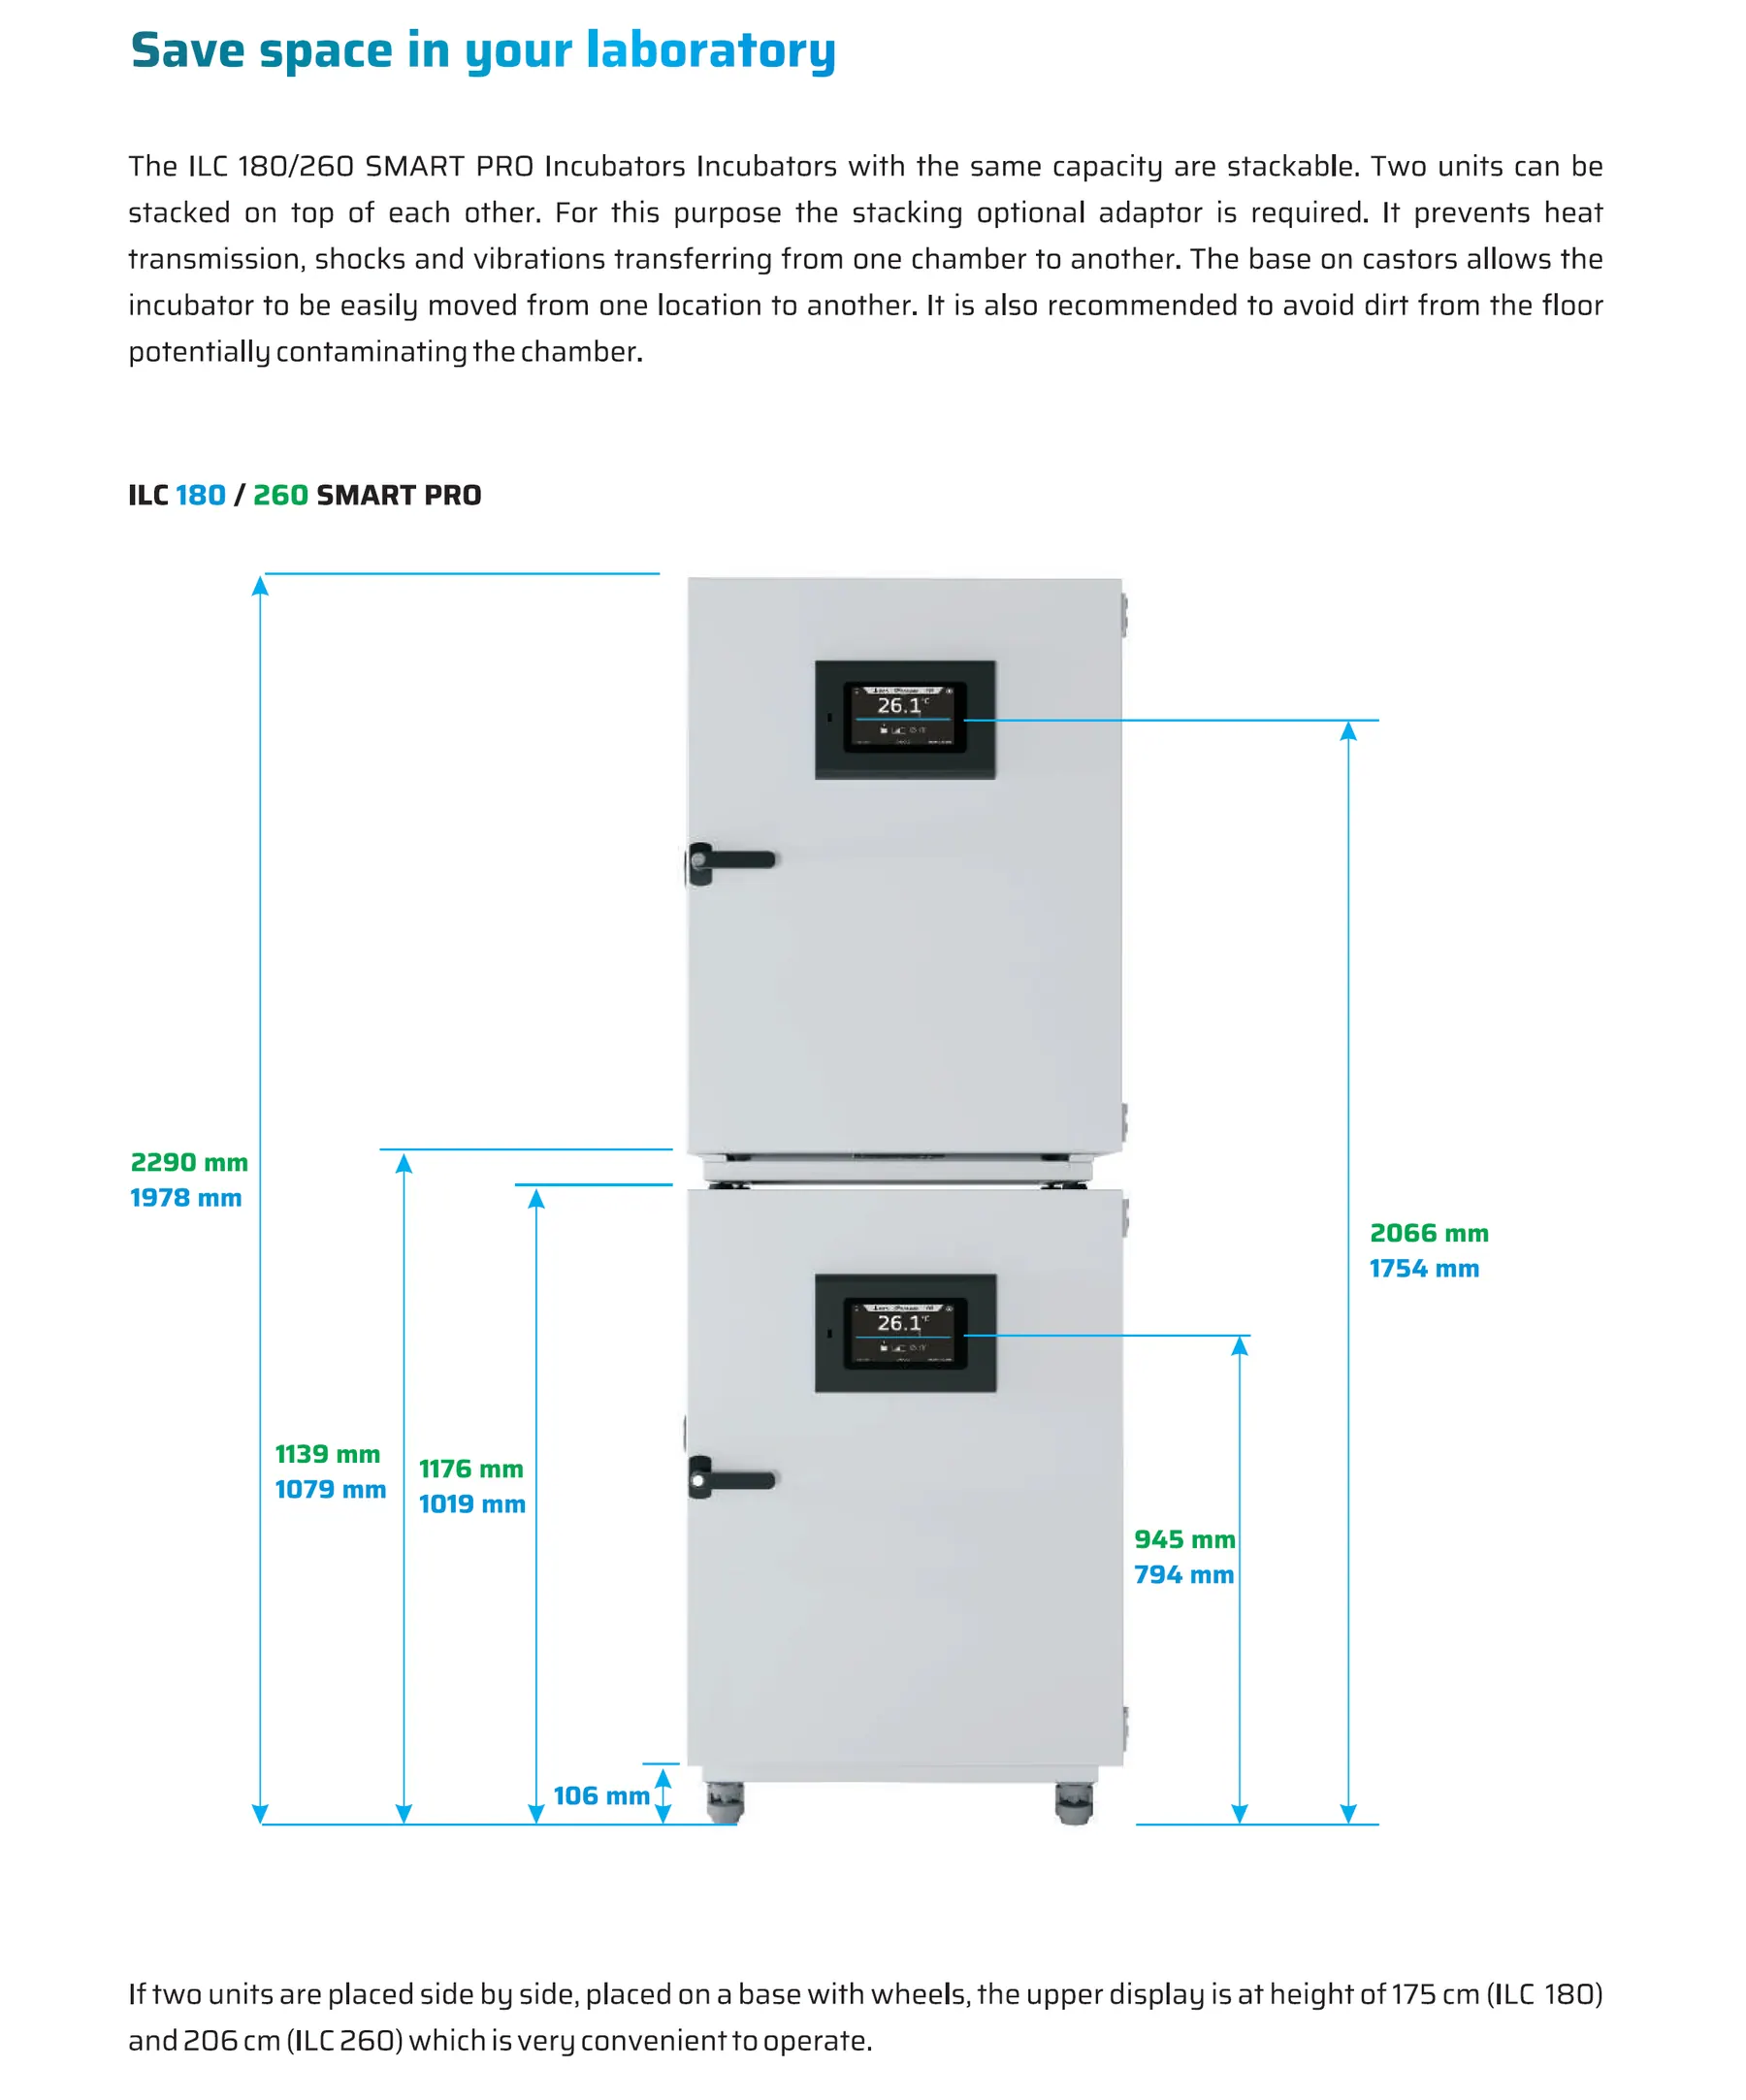 Save space in your laboratory
The ILC 180/260 SMART PRO Incubators Incubators with the same capacity are stackable. Two units can be
stacked on top of each other. For this purpose the stacking optional adaptor is required. It prevents heat
transmission, shocks and vibrations transferring from one chamber to another. The base on castors allows the
incubator to be easily moved from one location to another. It is also recommended to avoid dirt from the floor
potentially contaminating the chamber.
ILC 180 / 260 SMART PRO
26.1°C
2290 mm
1978 mm
2066 mm
1754 mm
26.1°C
1139 mm
1079 mm
1176 mm
1019 mm
945 mm
794 mm
106 mm
If two units are placed side by side, placed on a base with wheels, the upper display is at height of 175 cm (ILC 180)
and 206 cm (ILC 260) which is very convenient to operate.